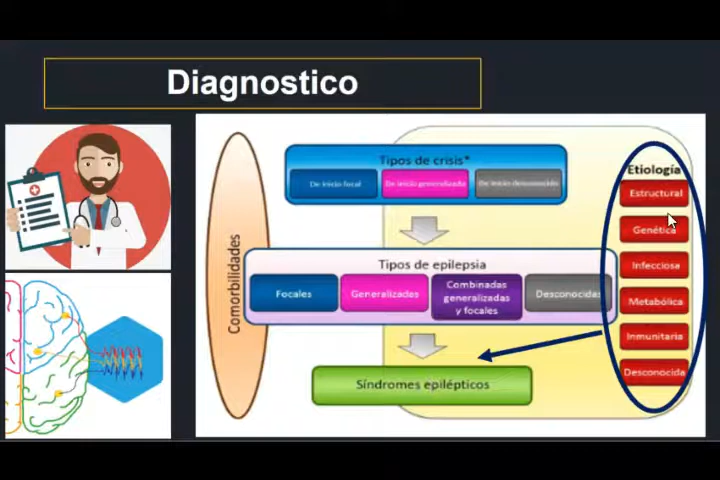 Diagnostico
Comorbilidades
Tipos de crisis*
De inicio focal
De inicio generalizado
De inicio desconocido
Tipos de epilepsia
Focales
Generalizades
Combinadas
generalizadas
y focales
Desconocidas
Síndromes epilépticos
Etiología
Estructural
Genética
Infecciosa
Metabólica
Inmunitaria
Desconocida